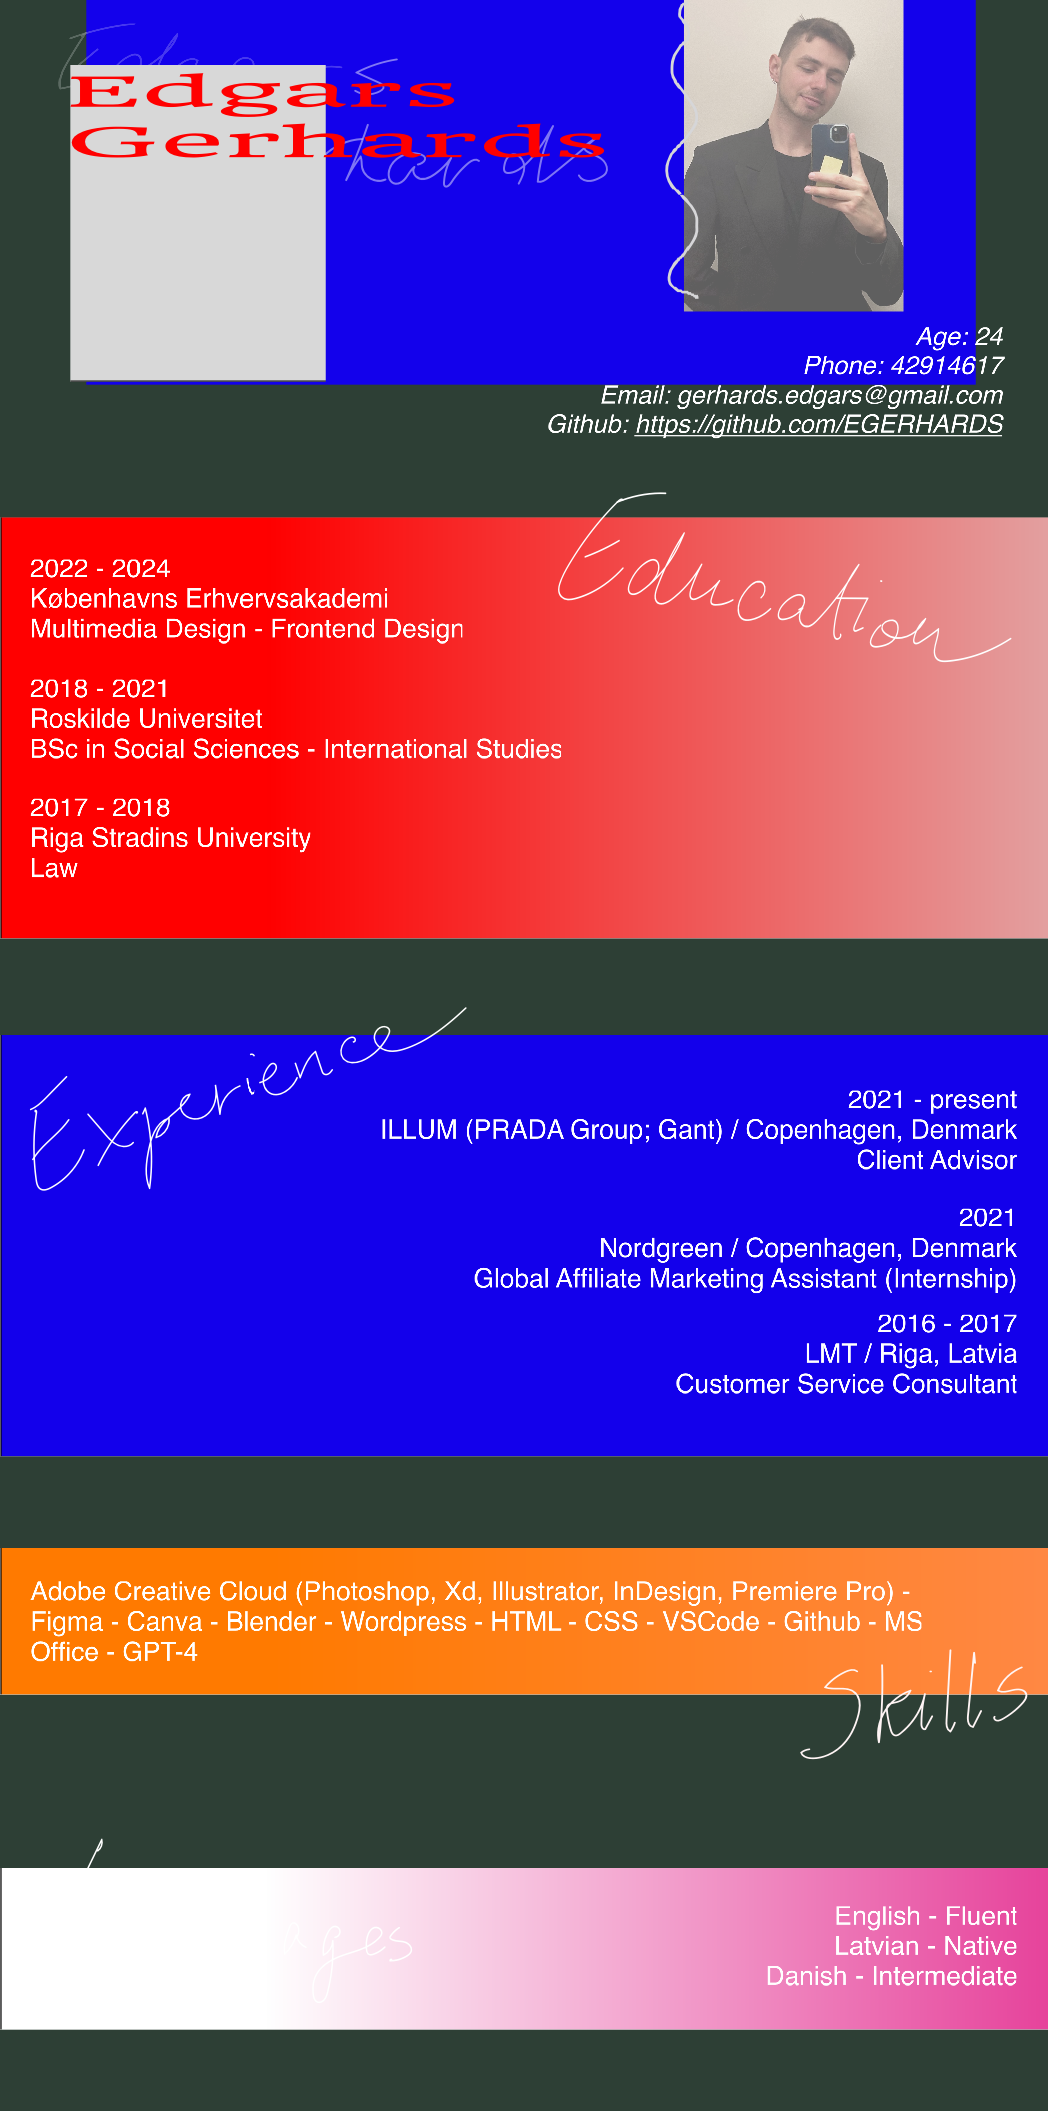 Edgars
Gerhards
Age: 24
Phone: 42914617
Email: gerhards.edgars@gmail.com
Github: https://github.com/EGERHARDS
Education
2022 - 2024
Københavns Erhvervsakademi
Multimedia Design - Frontend Design
2018 - 2021
Roskilde Universitet
BSc in Social Sciences - International Studies
2017 - 2018
Riga Stradins University
Law
Experience
2021 - present
ILLUM (PRADA Group; Gant) / Copenhagen, Denmark
Client Advisor
2021
Nordgreen / Copenhagen, Denmark
Global Affiliate Marketing Assistant (Internship)
2016 - 2017
LMT / Riga, Latvia
Customer Service Consultant
Adobe Creative Cloud (Photoshop, Xd, Illustrator, InDesign, Premiere Pro) -
Figma - Canva - Blender - Wordpress - HTML - CSS - VSCode - Github - MS
Office - GPT-4
Skills
English - Fluent
Latvian - Native
Danish - Intermediate